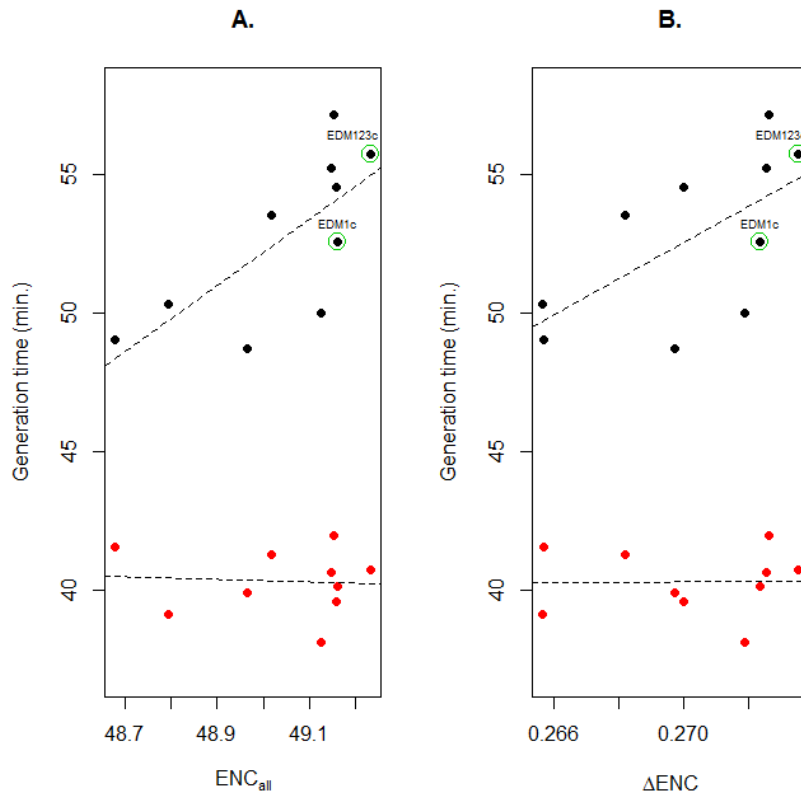 A.
B.
EDM123c
EDM1c
Generation time (min.)
55
50
45
40
48.7 48.9 49.1
ENCall
EDM123c
EDM1c
Generation time (min.)
55
50
45
40
0.266 0.270
ΔENC